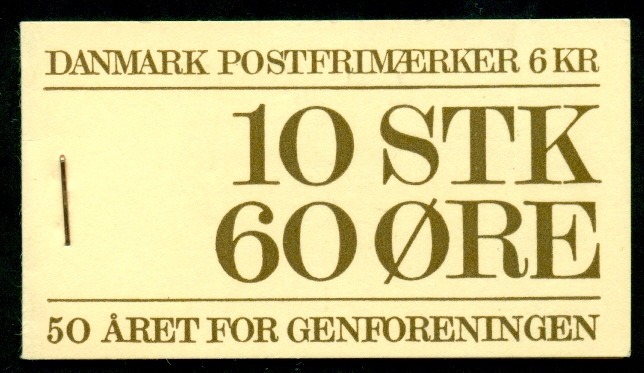 DANMARK POSTFRIMÆRKER 6 KR
10 STK
60 ØRE
50 ÅRET FOR GENFORENINGEN